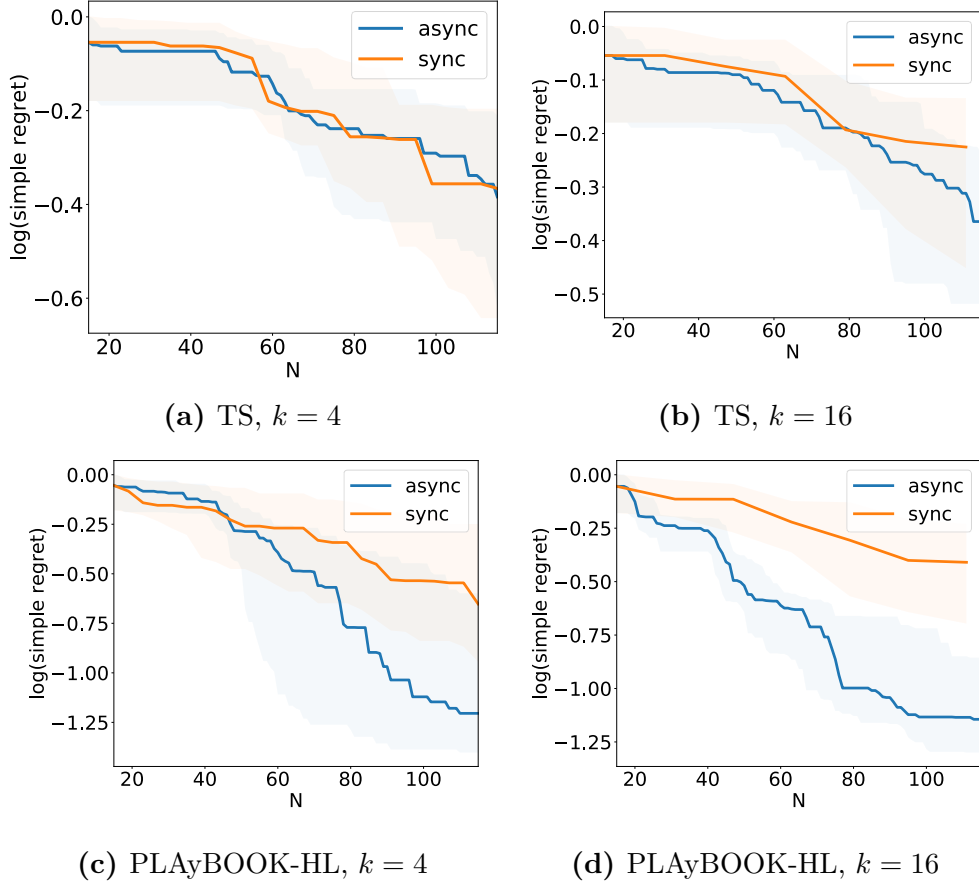 0.0
−0.2
−0.4
−0.6
log(simple regret)
async
sync
20 40 60 80 100
N
(a) TS, k = 4
0.0
−0.1
−0.2
−0.3
−0.4
−0.5
log(simple regret)
async
sync
20 40 60 80 100
N
(b) TS, k = 16
0.00
−0.25
−0.50
−0.75
−1.00
−1.25
log(simple regret)
async
sync
20 40 60 80 100
N
(c) PLAyBOOK-HL, k = 4
0.00
−0.25
−0.50
−0.75
−1.00
−1.25
log(simple regret)
async
sync
20 40 60 80 100
N
(d) PLAyBOOK-HL, k = 16